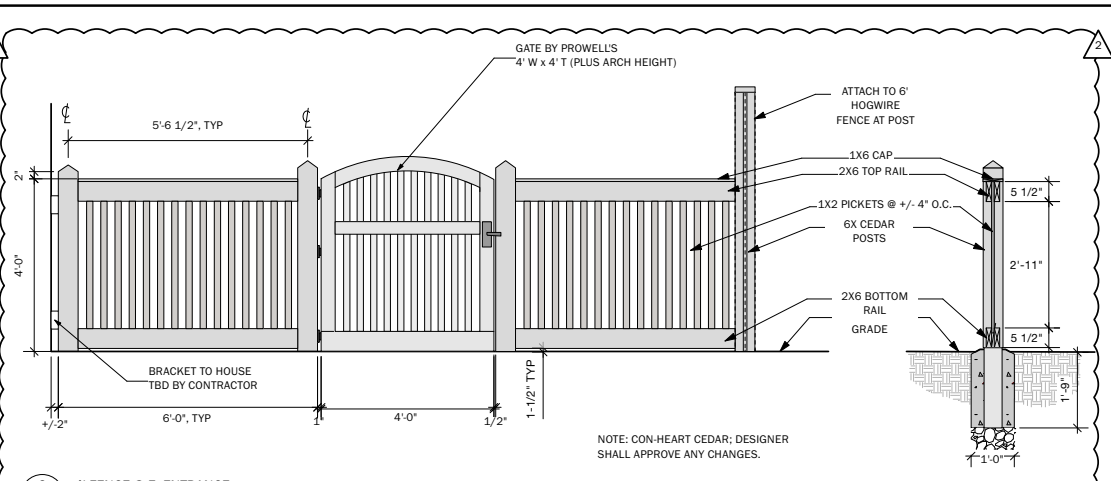 2
GATE BY PROWELL'S
4' W x 4' T (PLUS ARCH HEIGHT)
ATTACH TO 6'
HOGWIRE
FENCE AT POST
℄
℄
5'-6 1/2", TYP
1X6 CAP
2X6 TOP RAIL
2"
5 1/2"
1X2 PICKETS @ +/- 4" O.C.
6X CEDAR
POSTS
4'-0"
2'-11"
2X6 BOTTOM
RAIL
GRADE
5 1/2"
BRACKET TO HOUSE
TBD BY CONTRACTOR
1-1/2" TYP
1'-9"
+/-2"
6'-0", TYP
1"
4'-0"
1/2"
NOTE: CON-HEART CEDAR; DESIGNER
SHALL APPROVE ANY CHANGES.
1'-0"